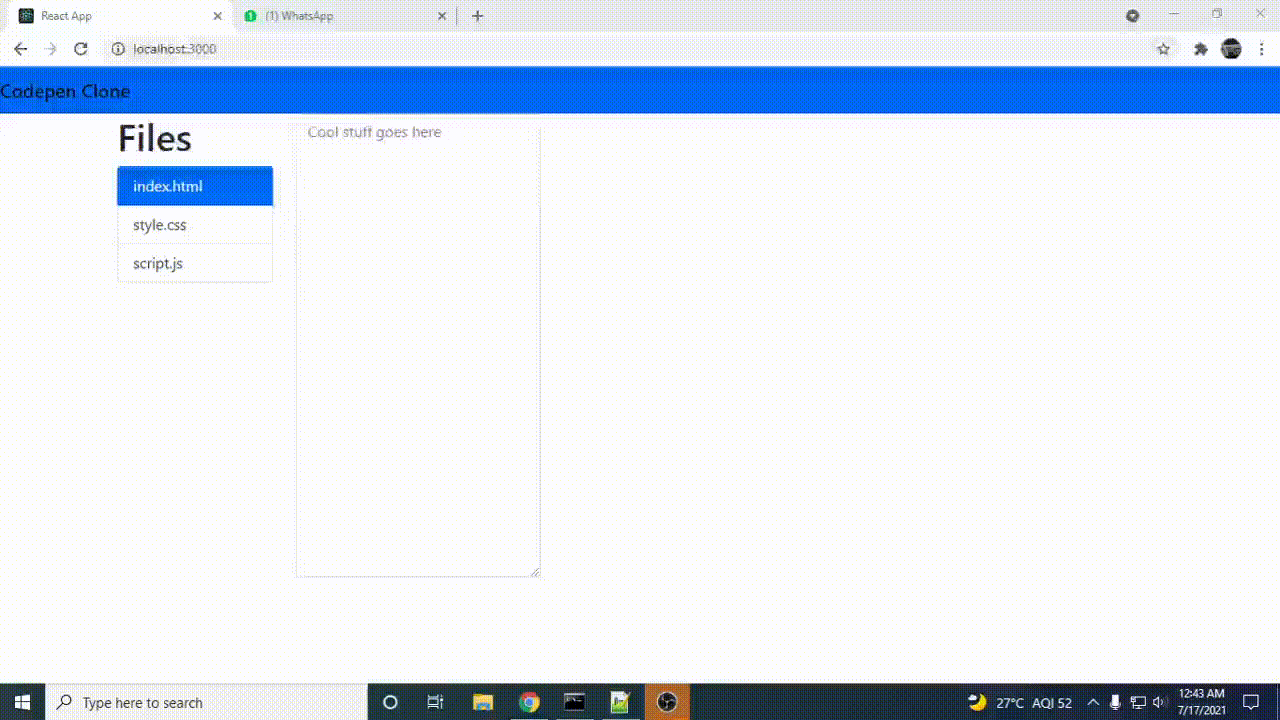 React App
(1) WhatsApp
localhost:3000
Codepen Clone
Files
Cool stuff goes here
index.html
style.css
script.js
Type here to search
27°C AQI 52
12:43 AM
7/17/2021